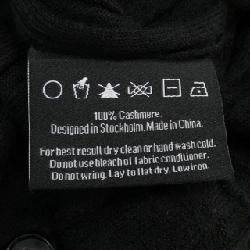 100% Cashmere.
Designed in Stockholm, Made in China.
For best result dry clean or hand wash cold.
Do not use bleach of fabric conditioner.
Do not wring. Lay to flat dry. Low iron.